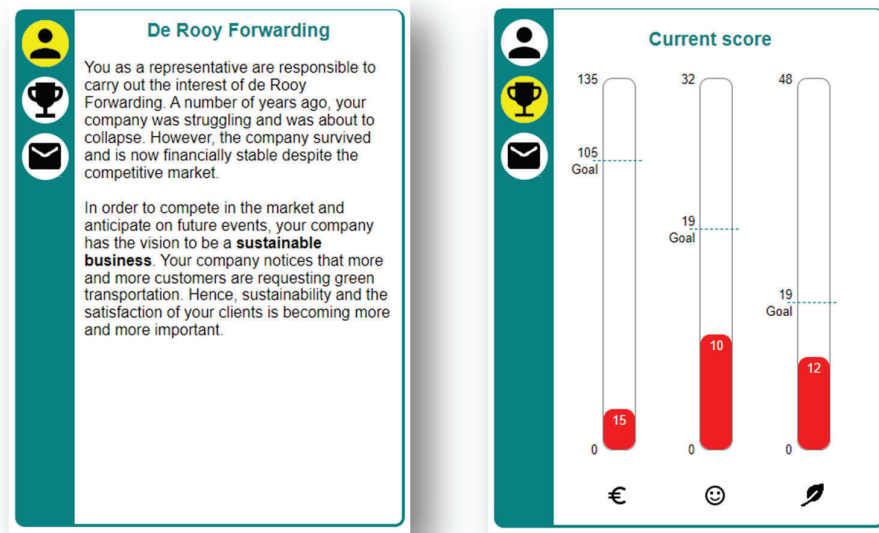 De Rooy Forwarding
You as a representative are responsible to
carry out the interest of de Rooy
Forwarding. A number of years ago, your
company was struggling and was about to
collapse. However, the company survived
and is now financially stable despite the
competitive market.
In order to compete in the market and
anticipate on future events, your company
has the vision to be a sustainable
business. Your company notices that more
and more customers are requesting green
transportation. Hence, sustainability and the
satisfaction of your clients is becoming more
and more important.
Current score
135
105
Goal
15
0
€
32
19
Goal
10
0
48
19
Goal
12
0